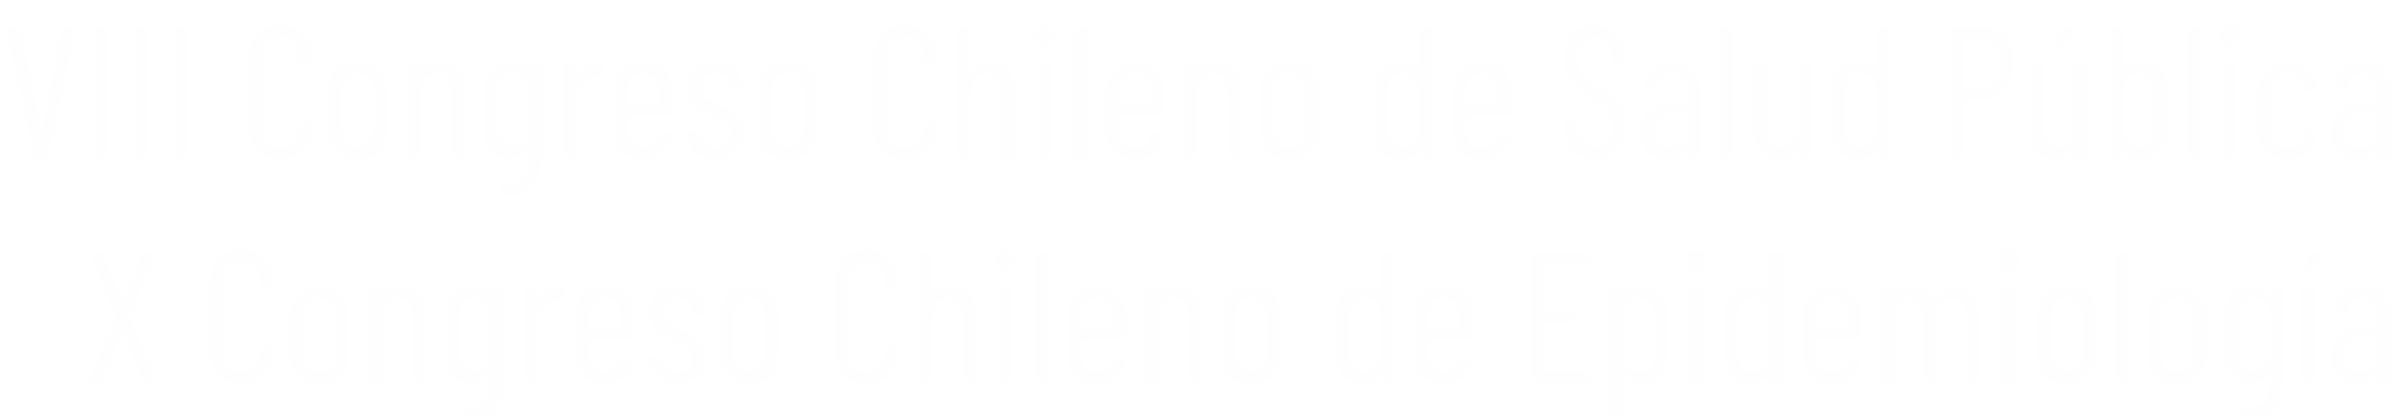 VIII Congreso Chileno de Salud Pública
X Congreso Chileno de Epidemiología